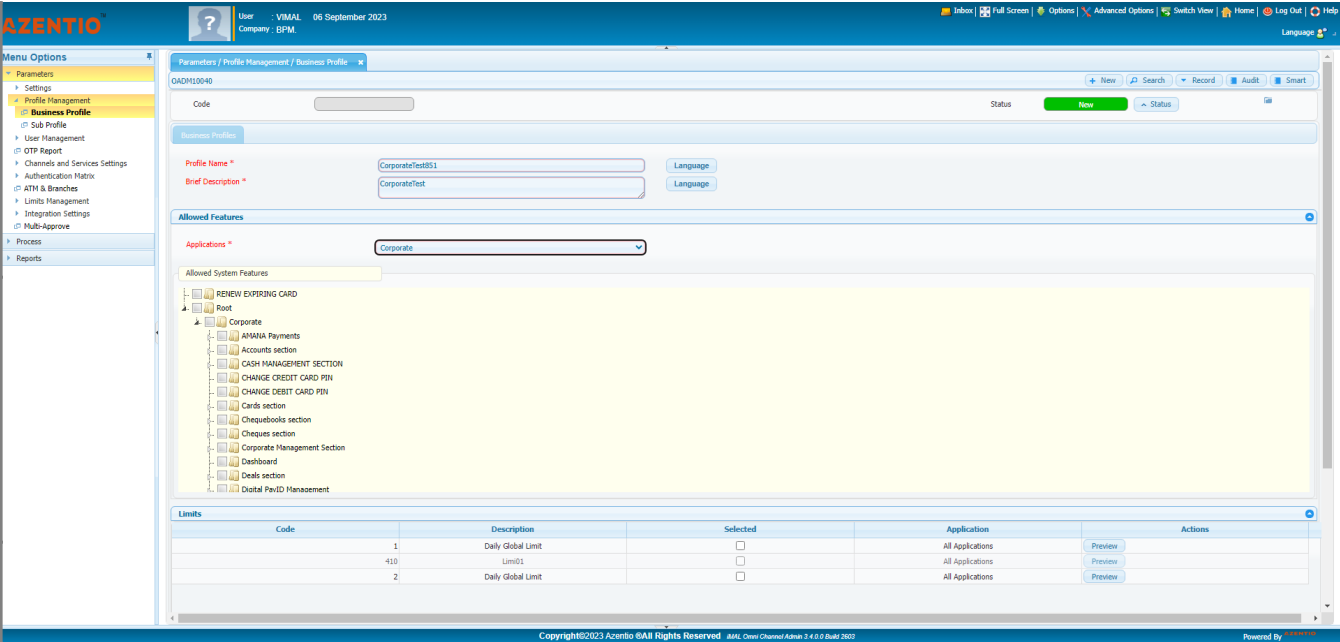 AZENTIO
?
User : VIMAL 06 September 2023
Company : BPM.
Inbox | Full Screen | Options | Advanced Options | Switch View | Home | Log Out | Help
Language
Menu Options
Parameters
Settings
Profile Management
Business Profile
Sub Profile
User Management
OTP Report
Channels and Services Settings
Authentication Matrix
ATM & Branches
Limits Management
Integration Settings
Multi-Approve
Process
Reports
Parameters / Profile Management / Business Profile x
OADM10040
+ New Search Record Audit Smart
Code Status New Status
Business Profiles
Profile Name * CorporateTest851 Language
Brief Description * CorporateTest Language
Allowed Features
Applications * Corporate
Allowed System Features
RENEW EXPIRING CARD
Root
Corporate
AMANA Payments
Accounts section
CASH MANAGEMENT SECTION
CHANGE CREDIT CARD PIN
CHANGE DEBIT CARD PIN
Cards section
Chequebooks section
Cheques section
Corporate Management Section
Dashboard
Deals section
Digital PayID Management
Limits
Code Description Selected Application Actions
1 Daily Global Limit All Applications Preview
410 Limi01 All Applications Preview
2 Daily Global Limit All Applications Preview
Copyright©2023 Azentio ®All Rights Reserved IMAL Omni Channel Admin 3.4.0.0 Build 2603
Powered By AZENTIO